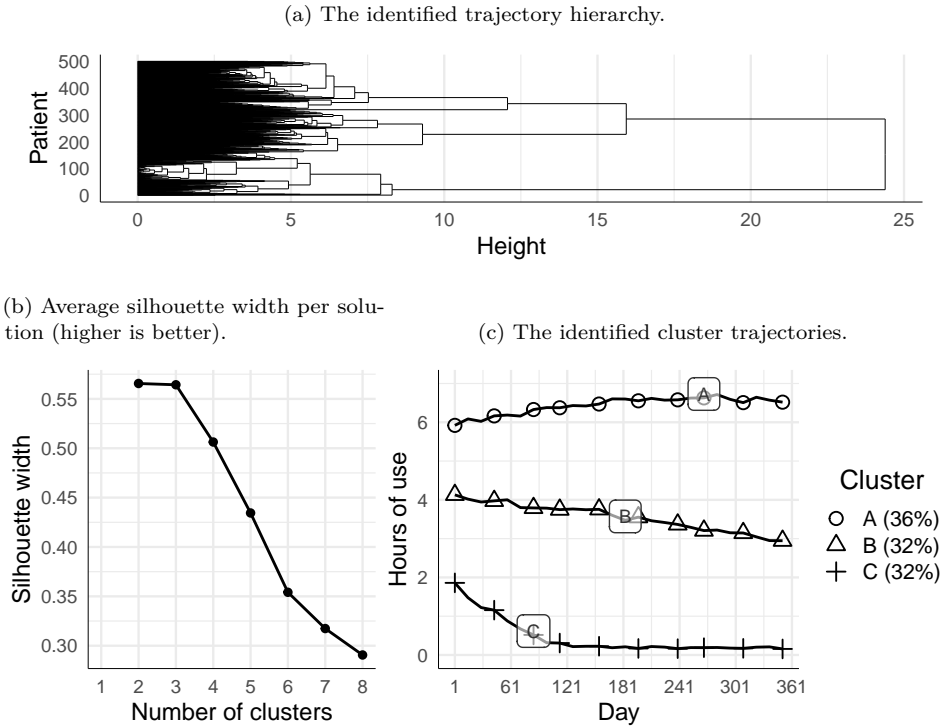 (a) The identified trajectory hierarchy.
500
400
300
200
100
0
Patient
0 5 10 15 20 25
Height
(b) Average silhouette width per solu-
tion (higher is better).
0.55
0.50
0.45
0.40
0.35
0.30
Silhouette width
1 2 3 4 5 6 7 8
Number of clusters
(c) The identified cluster trajectories.
6
4
2
0
Hours of use
A
B
C
1 61 121 181 241 301 361
Day
Cluster
A (36%)
B (32%)
C (32%)